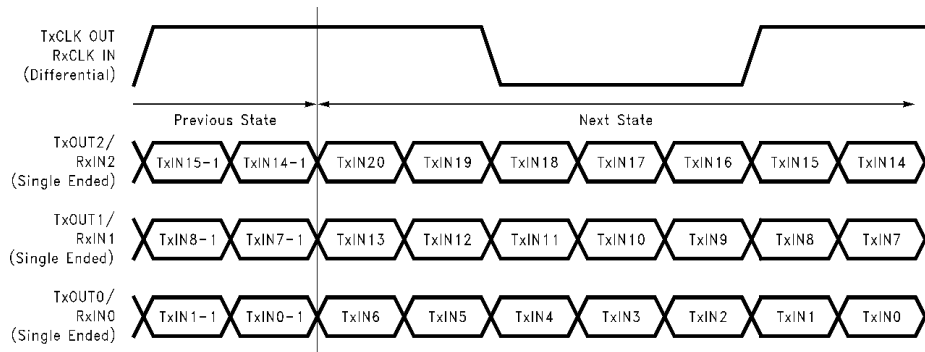 TxCLK OUT
RxCLK IN
(Differential)
Previous State
Next State
TxOUT2/
RxIN2
(Single Ended)
TxIN15-1 TxIN14-1 TxIN20 TxIN19 TxIN18 TxIN17 TxIN16 TxIN15 TxIN14
TxOUT1/
RxIN1
(Single Ended)
TxIN8-1 TxIN7-1 TxIN13 TxIN12 TxIN11 TxIN10 TxIN9 TxIN8 TxIN7
TxOUT0/
RxIN0
(Single Ended)
TxIN1-1 TxIN0-1 TxIN6 TxIN5 TxIN4 TxIN3 TxIN2 TxIN1 TxIN0